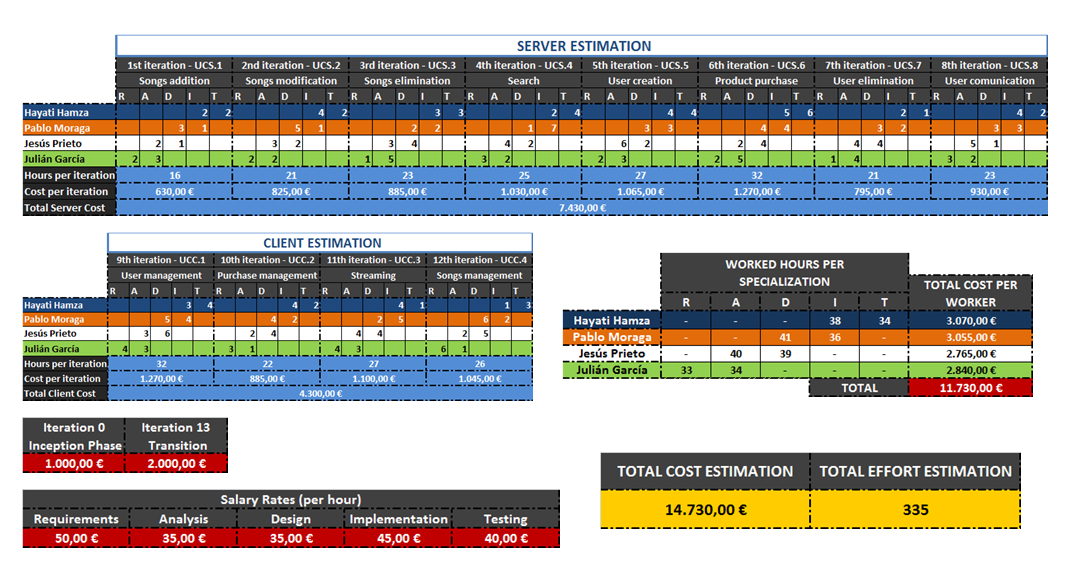 SERVER ESTIMATION
1st iteration - UCS.1 2nd iteration - UCS.2 3rd iteration - UCS.3 4th iteration - UCS.4 5th iteration - UCS.5 6th iteration - UCS.6 7th iteration - UCS.7 8th iteration - UCS.8
Songs addition Songs modification Songs elimination Search User creation Product purchase User elimination User comunication
R A D I T R A D I T R A D I T R A D I T R A D I T R A D I T R A D I T R A D I T
Hayati Hamza 2 2 4 2 3 3 2 4 4 4 5 6 2 1 4 2
Pablo Moraga 3 1 5 1 2 2 1 7 3 3 4 4 3 2 3 3
Jesús Prieto 2 1 3 2 3 4 4 2 6 2 2 4 4 4 5 1
Julián García 2 3 2 2 1 5 3 2 2 3 2 5 1 4 3 2
Hours per iteration 16 21 23 25 27 32 21 23
Cost per iteration 630,00 € 825,00 € 885,00 € 1.030,00 € 1.065,00 € 1.270,00 € 795,00 € 930,00 €
Total Server Cost 7.430,00 €
CLIENT ESTIMATION
9th iteration - UCC.1 10th iteration - UCC.2 11th iteration - UCC.3 12th iteration - UCC.4
User management Purchase management Streaming Songs management
R A D I T R A D I T R A D I T R A D I T
Hayati Hamza 3 4 4 2 4 1 1 3
Pablo Moraga 5 4 4 2 2 5 6 2
Jesús Prieto 3 6 2 4 4 4 2 5
Julián García 4 3 3 1 4 3 6 1
Hours per iteration 32 22 27 26
Cost per iteration 1.270,00 € 885,00 € 1.100,00 € 1.045,00 €
Total Client Cost 4.300,00 €
WORKED HOURS PER
SPECIALIZATION
TOTAL COST PER
WORKER
R A D I T
Hayati Hamza - - - 38 34 3.070,00 €
Pablo Moraga - - 41 36 - 3.055,00 €
Jesús Prieto - 40 39 - - 2.765,00 €
Julián García 33 34 - - - 2.840,00 €
TOTAL 11.730,00 €
Iteration 0 Iteration 13
Inception Phase Transition
1.000,00 € 2.000,00 €
Salary Rates (per hour)
Requirements Analysis Design Implementation Testing
50,00 € 35,00 € 35,00 € 45,00 € 40,00 €
TOTAL COST ESTIMATION TOTAL EFFORT ESTIMATION
14.730,00 € 335